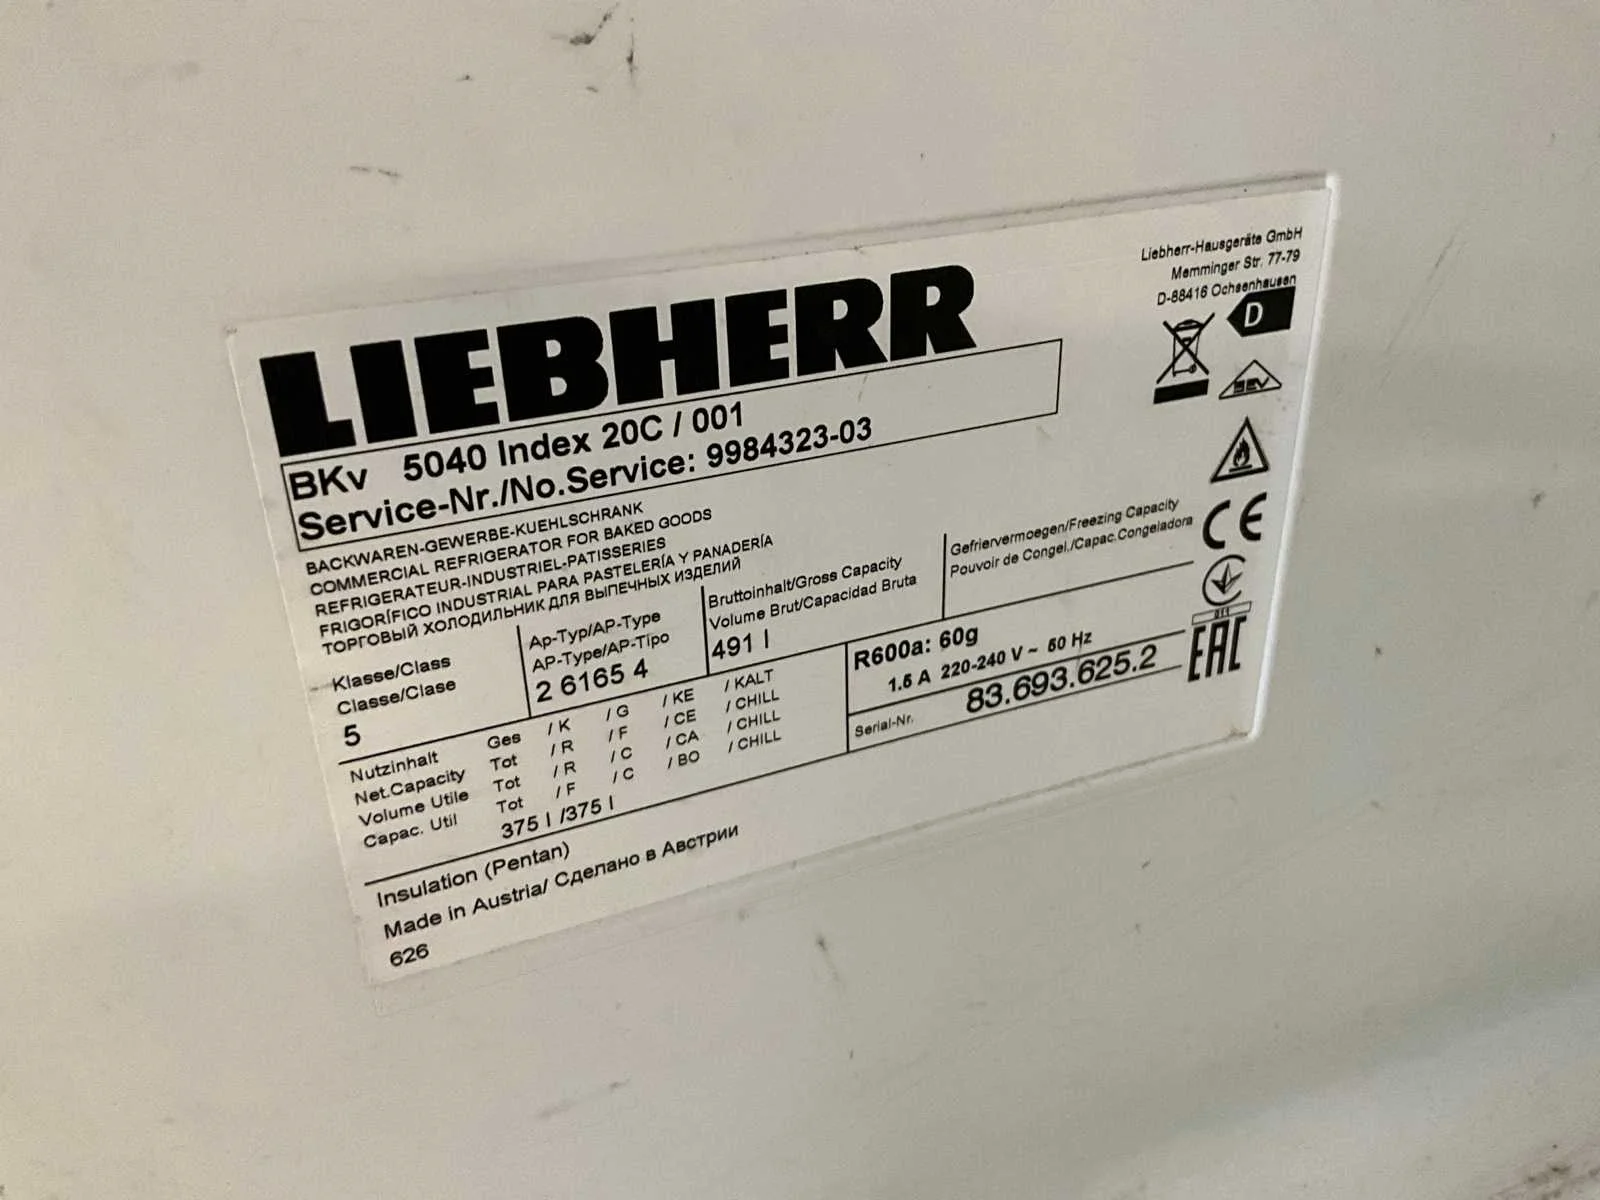 LIEBHERR
Liebherr-Hausgeräte GmbH
Memminger Str. 77-79
D-88416 Ochsenhausen
D
SEV
BKv 5040 Index 20C / 001
Service-Nr./No.Service: 9984323-03
BACKWAREN-GEWERBE-KUEHLSCHRANK
COMMERCIAL REFRIGERATOR FOR BAKED GOODS
REFRIGERATEUR-INDUSTRIEL-PATISSERIES
FRIGORÍFICO INDUSTRIAL PARA PASTELERÍA Y PANADERÍA
ТОРГОВЫЙ ХОЛОДИЛЬНИК ДЛЯ ВЫПЕЧНЫХ ИЗДЕЛИЙ
Klasse/Class
Classe/Clase
5
Ap-Typ/AP-Type
AP-Type/AP-Tipo
2 6165 4
Bruttoinhalt/Gross Capacity
Volume Brut/Capacidad Bruta
491 l
Gefriervermoegen/Freezing Capacity
Pouvoir de Congel./Capac.Congeladora
CE
EAC
Nutzinhalt Ges / K / G / KE / KALT
Net.Capacity Tot / R / F / CE / CHILL
Volume Utile Tot / R / C / CA / CHILL
Capac. Util Tot / F / C / BO / CHILL
375 l /375 l
R600a: 60g
1.5 A 220-240 V ~ 50 Hz
Serial-Nr. 83.693.625.2
Insulation (Pentan)
Made in Austria/ Сделано в Австрии
626